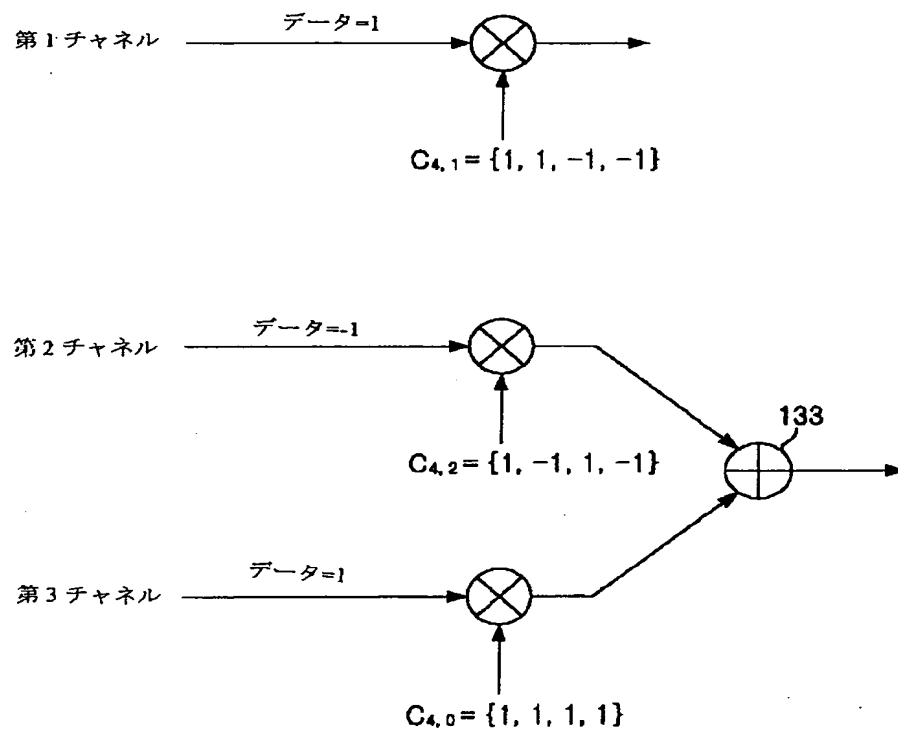 データ=1
第1チャネル
C4,1 = {1, 1, -1, -1}
データ=-1
第2チャネル
133
C4,2 = {1, -1, 1, -1}
データ=1
第3チャネル
C4,0 = {1, 1, 1, 1}